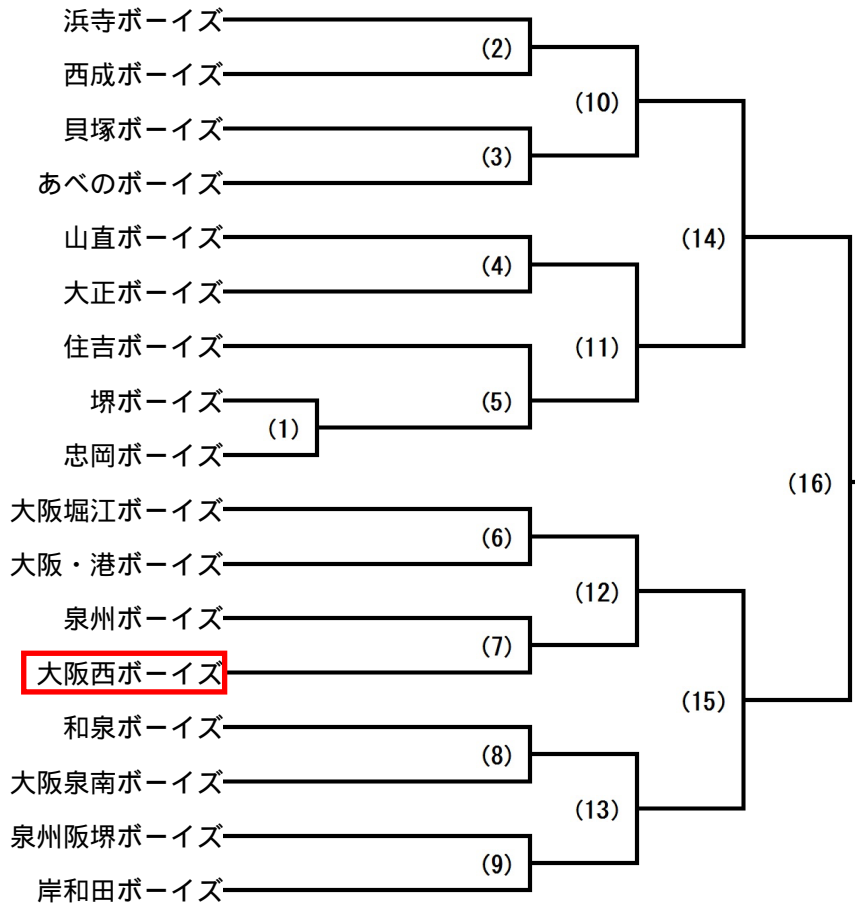 浜寺ボーイズ
(2)
西成ボーイズ
(10)
貝塚ボーイズ
(3)
あべのボーイズ
(14)
山直ボーイズ
(4)
大正ボーイズ
(11)
住吉ボーイズ
(5)
堺ボーイズ
(1)
忠岡ボーイズ
(16)
大阪堀江ボーイズ
(6)
大阪・港ボーイズ
(12)
泉州ボーイズ
(7)
大阪西ボーイズ
(15)
和泉ボーイズ
(8)
大阪泉南ボーイズ
(13)
泉州阪堺ボーイズ
(9)
岸和田ボーイズ